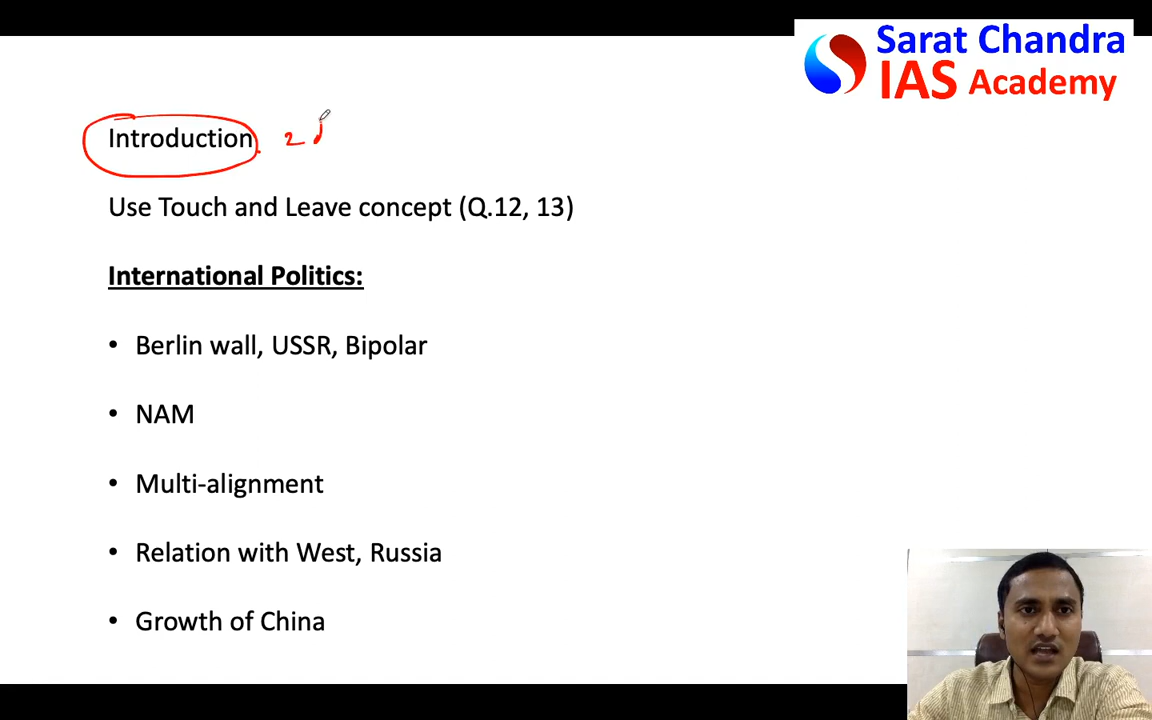 Sarat Chandra
IAS Academy
Introduction
2
Use Touch and Leave concept (Q.12, 13)
International Politics:
• Berlin wall, USSR, Bipolar
• NAM
• Multi-alignment
• Relation with West, Russia
• Growth of China